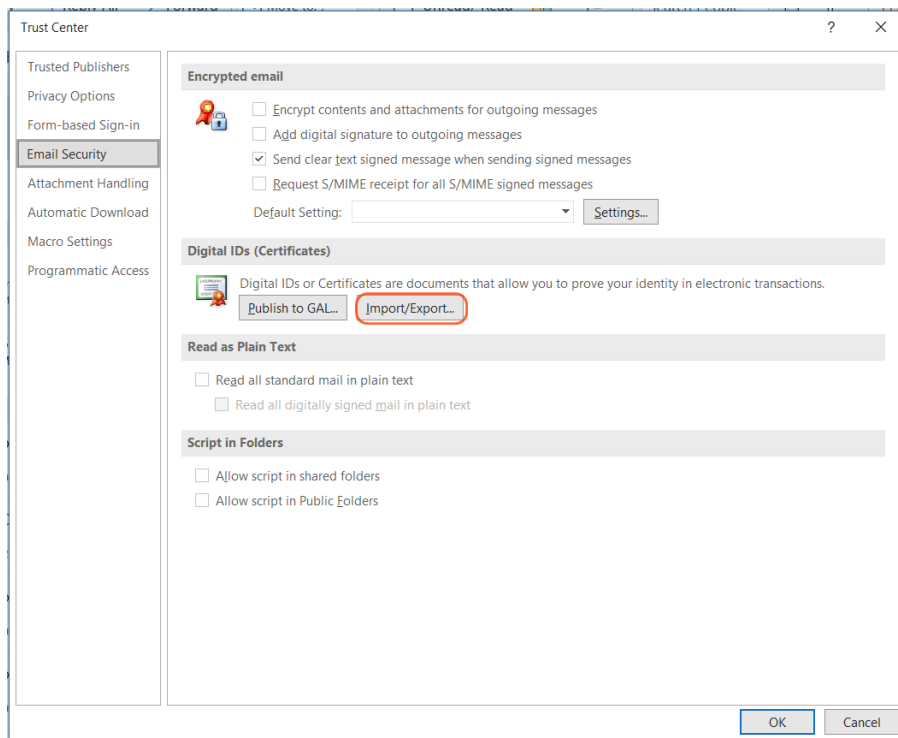 Trust Center
?
Trusted Publishers
Privacy Options
Form-based Sign-in
Email Security
Attachment Handling
Automatic Download
Macro Settings
Programmatic Access
Encrypted email
Encrypt contents and attachments for outgoing messages
Add digital signature to outgoing messages
Send clear text signed message when sending signed messages
Request S/MIME receipt for all S/MIME signed messages
Default Setting:
Settings...
Digital IDs (Certificates)
Digital IDs or Certificates are documents that allow you to prove your identity in electronic transactions.
Publish to GAL... Import/Export...
Read as Plain Text
Read all standard mail in plain text
Read all digitally signed mail in plain text
Script in Folders
Allow script in shared folders
Allow script in Public Folders
OK Cancel